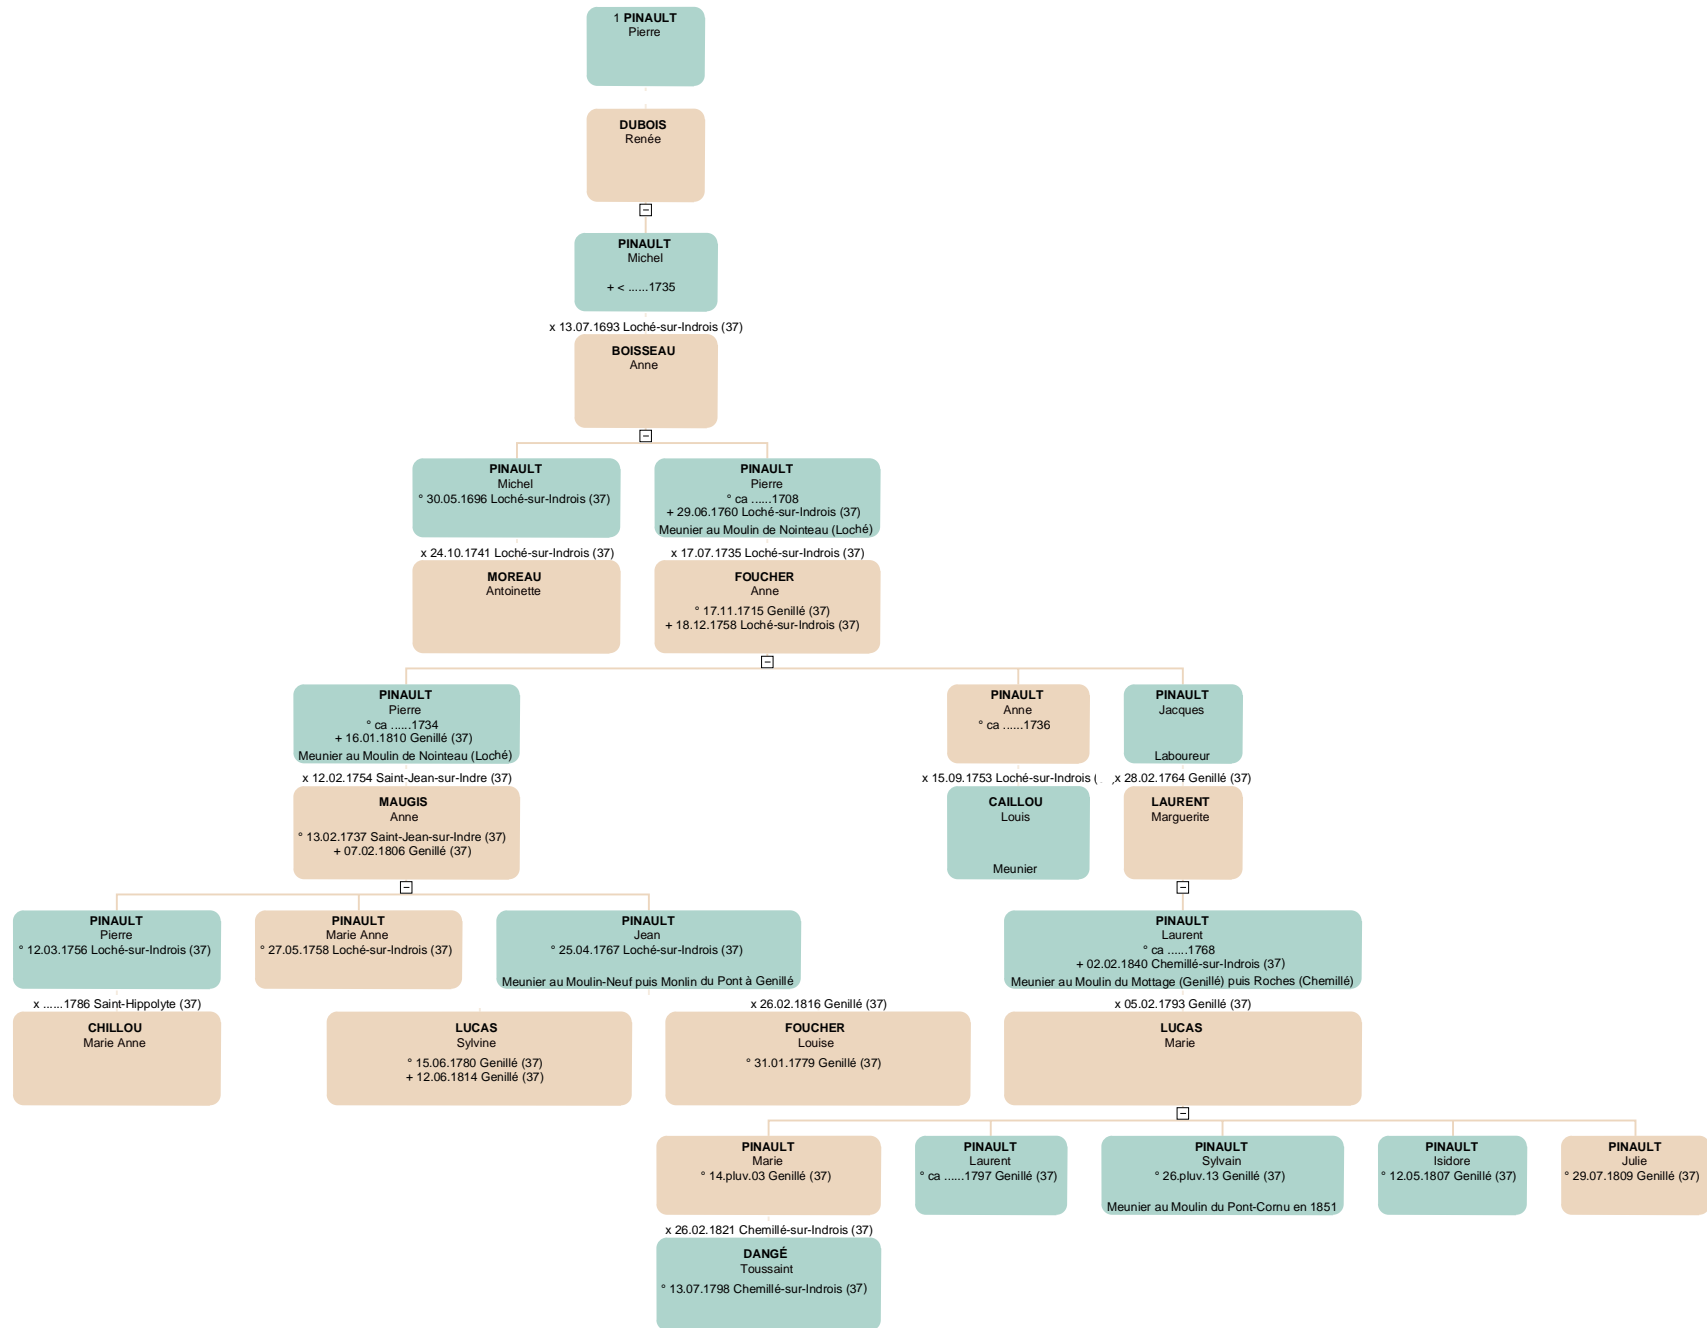 1 PINAULT
Pierre
DUBOIS
Renée
PINAULT
Michel
+ < ......1735
x 13.07.1693 Loché-sur-Indrois (37)
BOISSEAU
Anne
PINAULT
Michel
° 30.05.1696 Loché-sur-Indrois (37)
x 24.10.1741 Loché-sur-Indrois (37)
MOREAU
Antoinette
PINAULT
Pierre
° ca ......1708
+ 29.06.1760 Loché-sur-Indrois (37)
Meunier au Moulin de Nointeau (Loché)
x 17.07.1735 Loché-sur-Indrois (37)
FOUCHER
Anne
° 17.11.1715 Genillé (37)
+ 18.12.1758 Loché-sur-Indrois (37)
PINAULT
Pierre
° ca ......1734
+ 16.01.1810 Genillé (37)
Meunier au Moulin de Nointeau (Loché)
x 12.02.1754 Saint-Jean-sur-Indre (37)
MAUGIS
Anne
° 13.02.1737 Saint-Jean-sur-Indre (37)
+ 07.02.1806 Genillé (37)
PINAULT
Anne
° ca ......1736
x 15.09.1753 Loché-sur-Indrois (
CAILLOU
Louis
Meunier
PINAULT
Jacques
Laboureur
x 28.02.1764 Genillé (37)
LAURENT
Marguerite
PINAULT
Pierre
° 12.03.1756 Loché-sur-Indrois (37)
x ......1786 Saint-Hippolyte (37)
CHILLOU
Marie Anne
PINAULT
Marie Anne
° 27.05.1758 Loché-sur-Indrois (37)
PINAULT
Jean
° 25.04.1767 Loché-sur-Indrois (37)
Meunier au Moulin-Neuf puis Monlin du Pont à Genillé
LUCAS
Sylvine
° 15.06.1780 Genillé (37)
+ 12.06.1814 Genillé (37)
x 26.02.1816 Genillé (37)
FOUCHER
Louise
° 31.01.1779 Genillé (37)
PINAULT
Laurent
° ca ......1768
+ 02.02.1840 Chemillé-sur-Indrois (37)
Meunier au Moulin du Mottage (Genillé) puis Roches (Chemillé)
x 05.02.1793 Genillé (37)
LUCAS
Marie
PINAULT
Marie
° 14.pluv.03 Genillé (37)
x 26.02.1821 Chemillé-sur-Indrois (37)
DANGÉ
Toussaint
° 13.07.1798 Chemillé-sur-Indrois (37)
PINAULT
Laurent
° ca ......1797 Genillé (37)
PINAULT
Sylvain
° 26.pluv.13 Genillé (37)
Meunier au Moulin du Pont-Cornu en 1851
PINAULT
Isidore
° 12.05.1807 Genillé (37)
PINAULT
Julie
° 29.07.1809 Genillé (37)